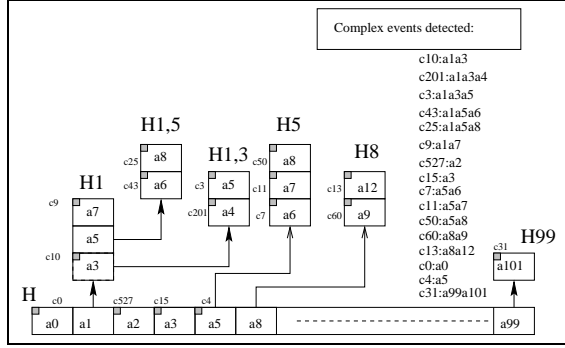 Complex events detected:
c10:a1a3
c201:a1a3a4
c3:a1a3a5
c43:a1a5a6
c25:a1a5a8
c9:a1a7
c527:a2
c15:a3
c7:a5a6
c11:a5a7
c50:a5a8
c60:a8a9
c13:a8a12
c0:a0
c4:a5
c31:a99a101
H1,5
c25 a8
c43 a6
H1,3
c3 a5
c201 a4
H5
c50 a8
c11 a7
c7 a6
H8
c13 a12
c60 a9
H1
c9 a7
a5
c10 a3
H99
c31
a101
H
c0 c527 c15 c4
a0 a1 a2 a3 a5 a8 a99